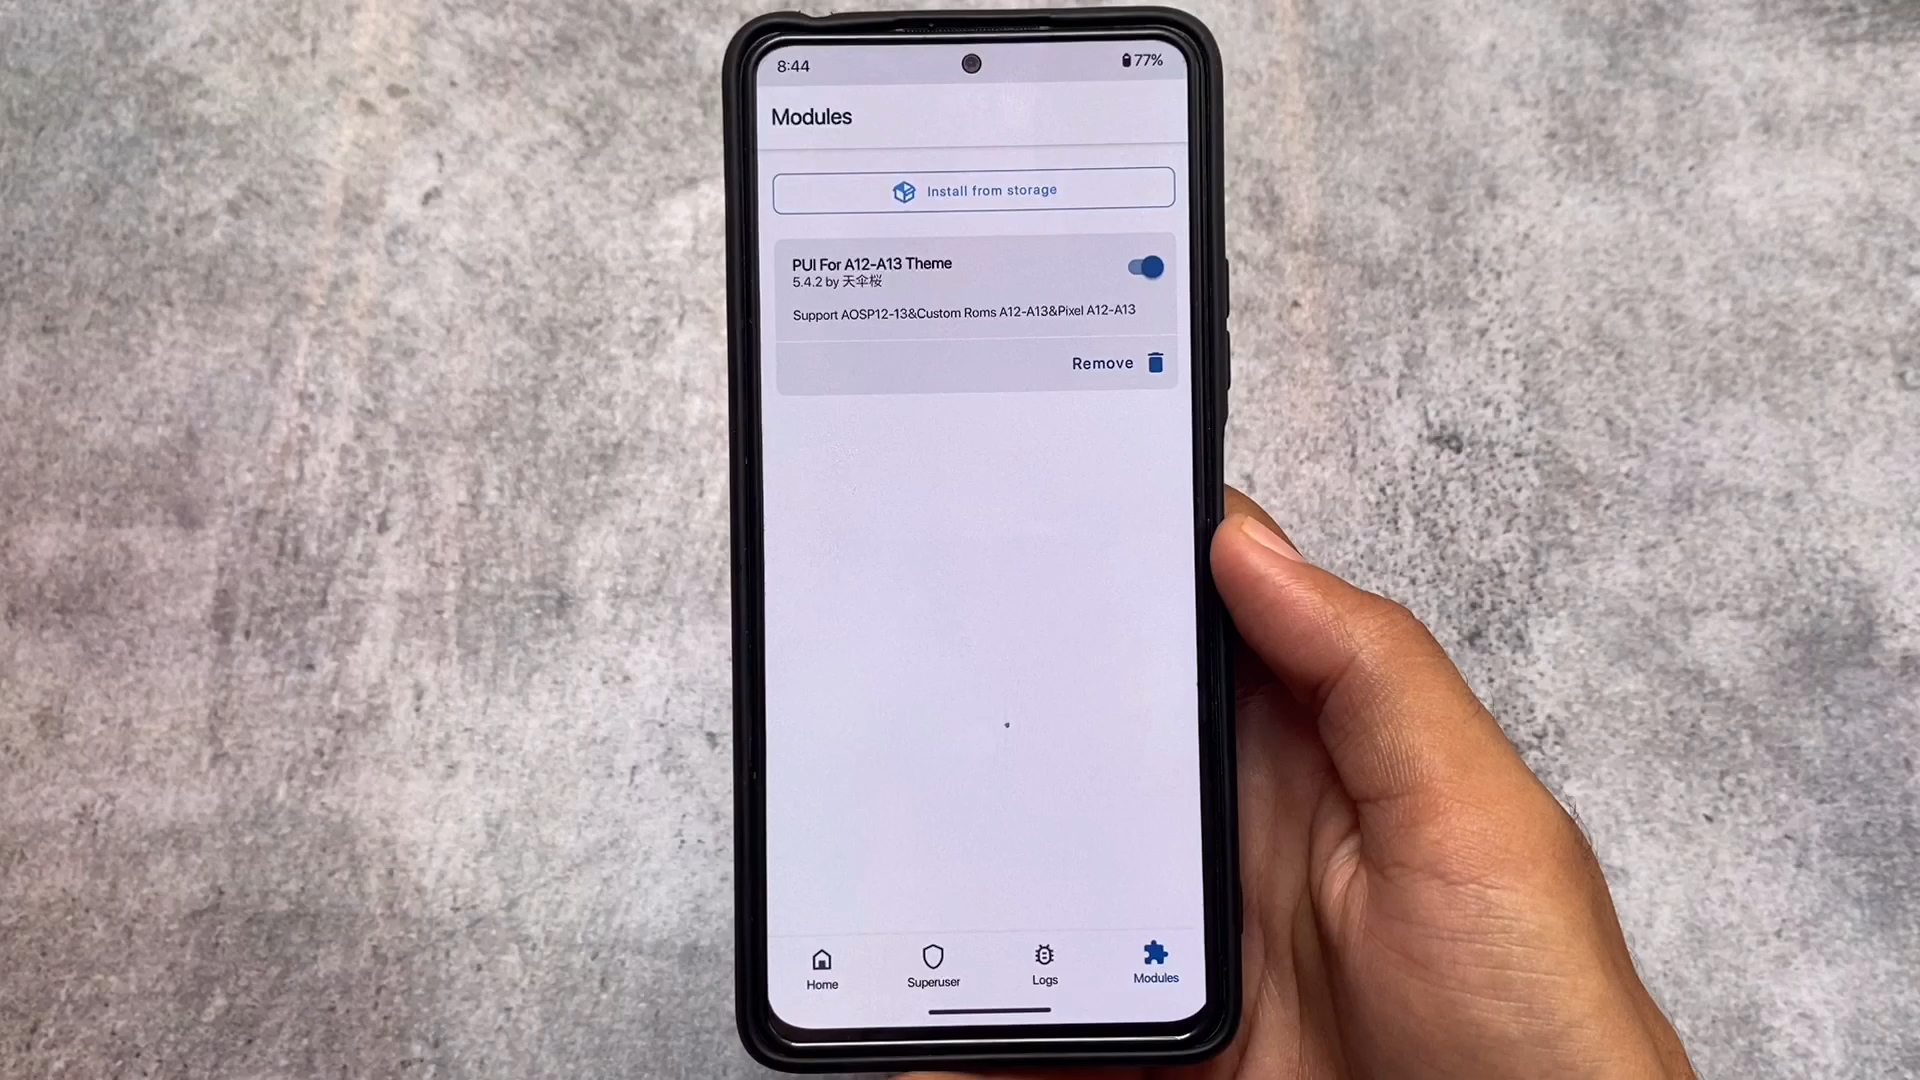 8:44
77%
Modules
Install from storage
PUI For A12-A13 Theme
5.4.2 by 天伞桜
Support AOSP12-13&Custom Roms A12-A13&Pixel A12-A13
Remove
Home
Superuser
Logs
Modules